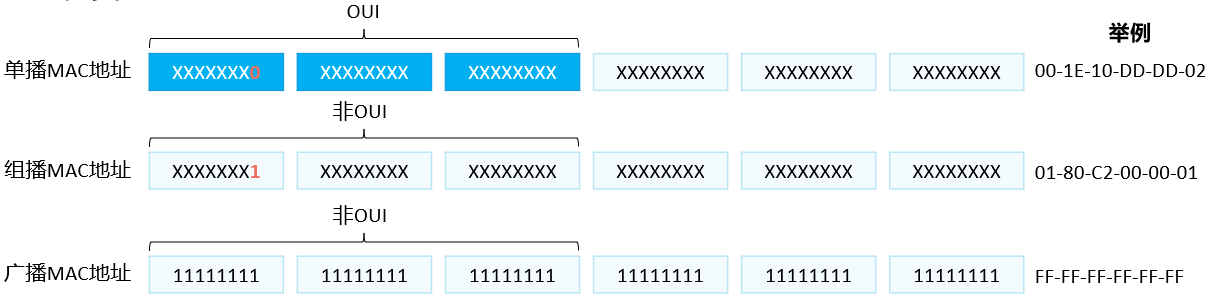 OUI
举例
单播MAC地址 XXXXXXX0 XXXXXXXX XXXXXXXX XXXXXXXX XXXXXXXX XXXXXXXX 00-1E-10-DD-DD-02
非OUI
组播MAC地址 XXXXXXX1 XXXXXXXX XXXXXXXX XXXXXXXX XXXXXXXX XXXXXXXX 01-80-C2-00-00-01
非OUI
广播MAC地址 11111111 11111111 11111111 11111111 11111111 11111111 FF-FF-FF-FF-FF-FF